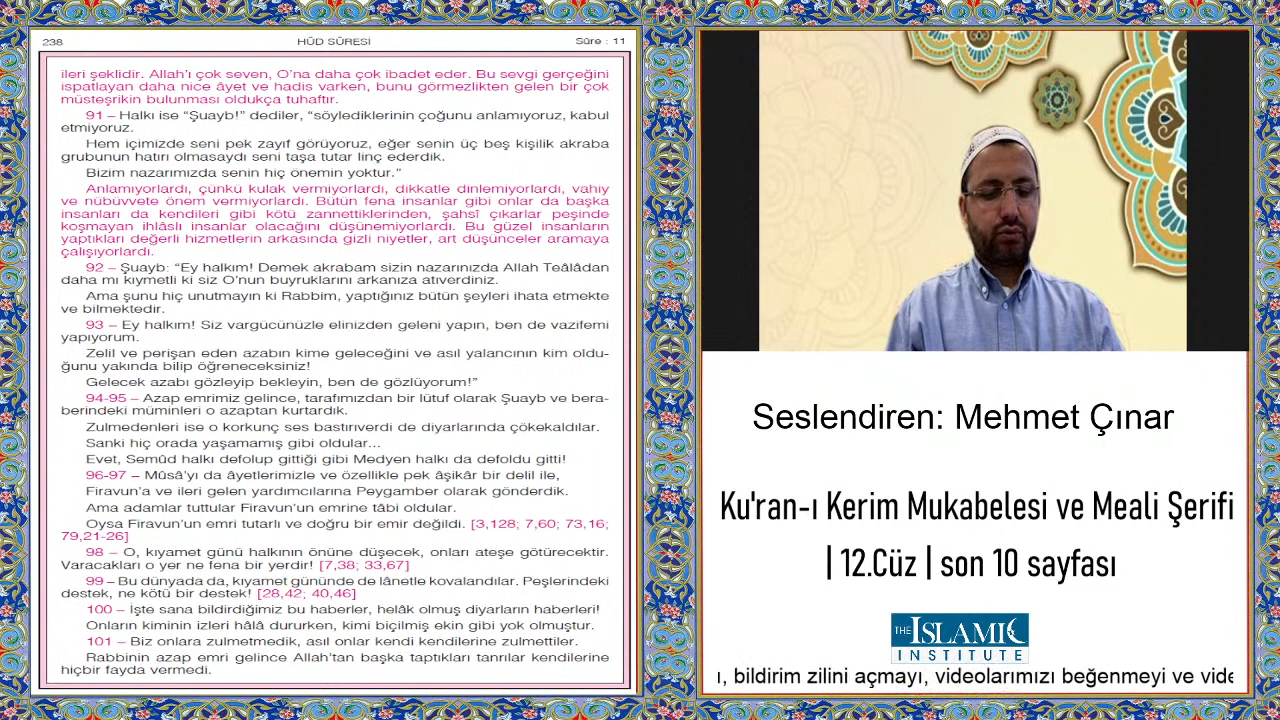 238 HÛD SÛRESİ Sûre : 11
ileri şeklidir. Allah’ı çok seven, O’na daha çok ibadet eder. Bu sevgi gerçeğini
ispatlayan daha nice âyet ve hadis varken, bunu görmezlikten gelen bir çok
müsteşrikin bulunması oldukça tuhaftır.
91 – Halkı ise “Şuayb!” dediler, “söylediklerinin çoğunu anlamıyoruz, kabul
etmiyoruz.
Hem içimizde seni pek zayıf görüyoruz, eğer senin üç beş kişilik akraba
grubunun hatırı olmasaydı seni taşa tutar linç ederdik.
Bizim nazarımızda senin hiç önemin yoktur.”
Anlamıyorlardı, çünkü kulak vermiyorlardı, dikkatle dinlemiyorlardı, vahiy
ve nübüvvete önem vermiyorlardı. Bütün fena insanlar gibi onlar da başka
insanları da kendileri gibi kötü zannettiklerinden, şahsî çıkarlar peşinde
koşmayan ihlâslı insanlar olacağını düşünemiyorlardı. Bu güzel insanların
yaptıkları değerli hizmetlerin arkasında gizli niyetler, art düşünceler aramaya
çalışıyorlardı.
92 – Şuayb: “Ey halkım! Demek akrabam sizin nazarınızda Allah Teâlâdan
daha mı kıymetli ki siz O’nun buyruklarını arkanıza atıverdiniz.
Ama şunu hiç unutmayın ki Rabbim, yaptığınız bütün şeyleri ihata etmekte
ve bilmektedir.
93 – Ey halkım! Siz vargücünüzle elinizden geleni yapın, ben de vazifemi
yapıyorum.
Zelil ve perişan eden azabın kime geleceğini ve asıl yalancının kim oldu-
ğunu yakında bilip öğreneceksiniz!
Gelecek azabı gözleyip bekleyin, ben de gözlüyorum!”
94-95 – Azap emrimiz gelince, tarafımızdan bir lütuf olarak Şuayb ve bera-
berindeki müminleri o azaptan kurtardık.
Zulmedenleri ise o korkunç ses bastırıverdi de diyarlarında çökekaldılar.
Sanki hiç orada yaşamamış gibi oldular...
Evet, Semûd halkı defolup gittiği gibi Medyen halkı da defoldu gitti!
96-97 – Mûsâ’yı da âyetlerimizle ve özellikle pek âşikâr bir delil ile,
Firavun’a ve ileri gelen yardımcılarına Peygamber olarak gönderdik.
Ama adamlar tuttular Firavun’un emrine tâbi oldular.
Oysa Firavun’un emri tutarlı ve doğru bir emir değildi. [3,128; 7,60; 73,16;
79,21-26]
98 – O, kıyamet günü halkının önüne düşecek, onları ateşe götürecektir.
Varacakları o yer ne fena bir yerdir! [7,38; 33,67]
99 – Bu dünyada da, kıyamet gününde de lânetle kovalandılar. Peşlerindeki
destek, ne kötü bir destek! [28,42; 40,46]
100 – İşte sana bildirdiğimiz bu haberler, helâk olmuş diyarların haberleri!
Onların kiminin izleri hâlâ dururken, kimi biçilmiş ekin gibi yok olmuştur.
101 – Biz onlara zulmetmedik, asıl onlar kendi kendilerine zulmettiler.
Rabbinin azap emri gelince Allah’tan başka taptıkları tanrılar kendilerine
hiçbir fayda vermedi.
Seslendiren: Mehmet Çınar
Ku'ran-ı Kerim Mukabelesi ve Meali Şerifi
| 12.Cüz | son 10 sayfası
THE ISLAMIC
INSTITUTE
ı, bildirim zilini açmayı, videolarımızı beğenmeyi ve vide